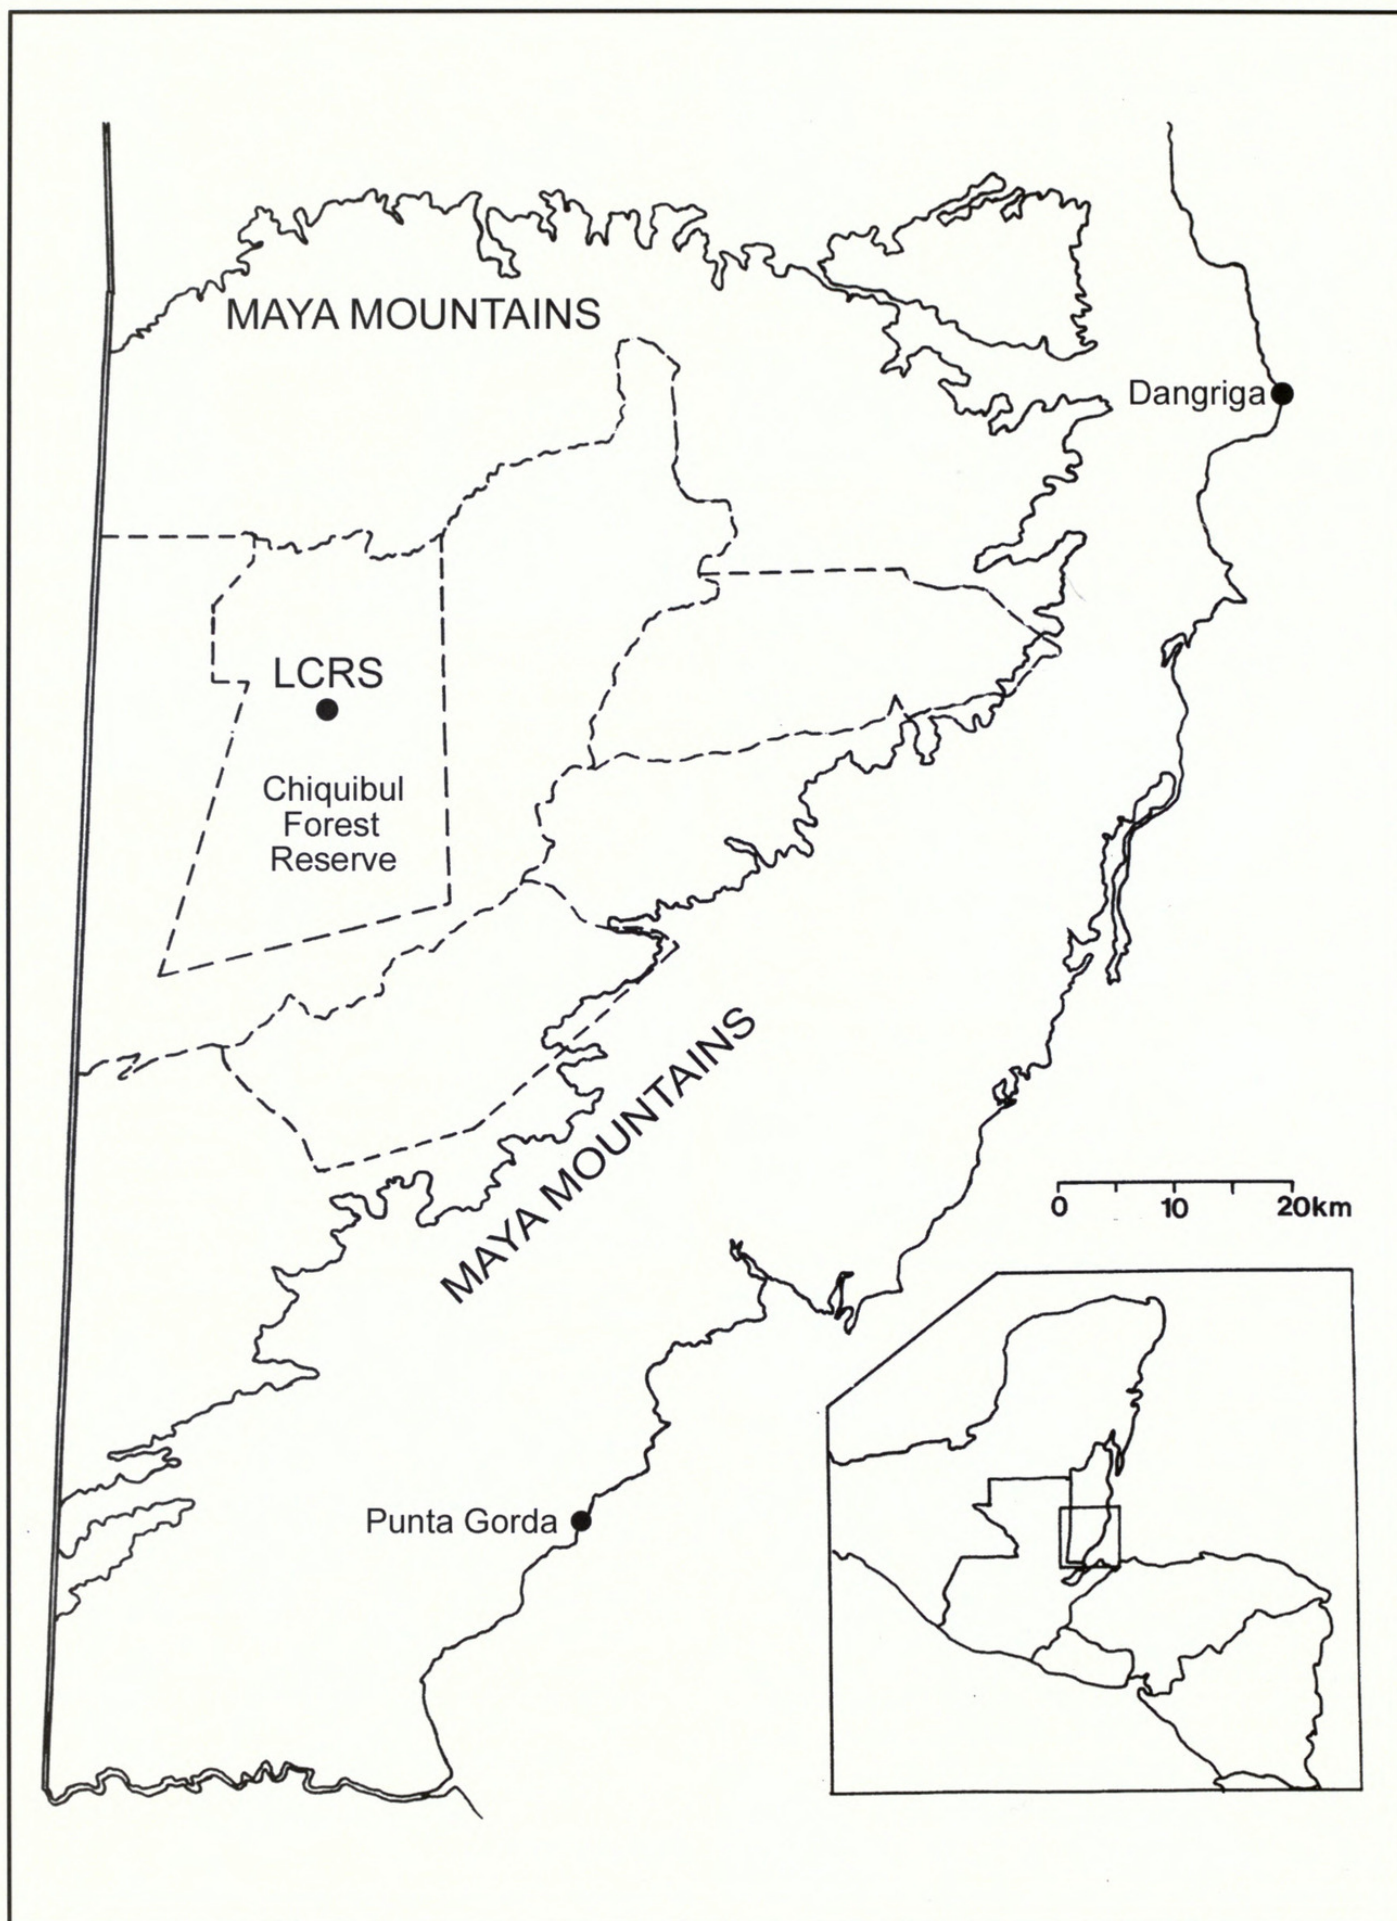 MAYA MOUNTAINS
Dangriga
LCRS
Chiquibul
Forest
Reserve
MAYA MOUNTAINS
0 10 20km
Punta Gorda